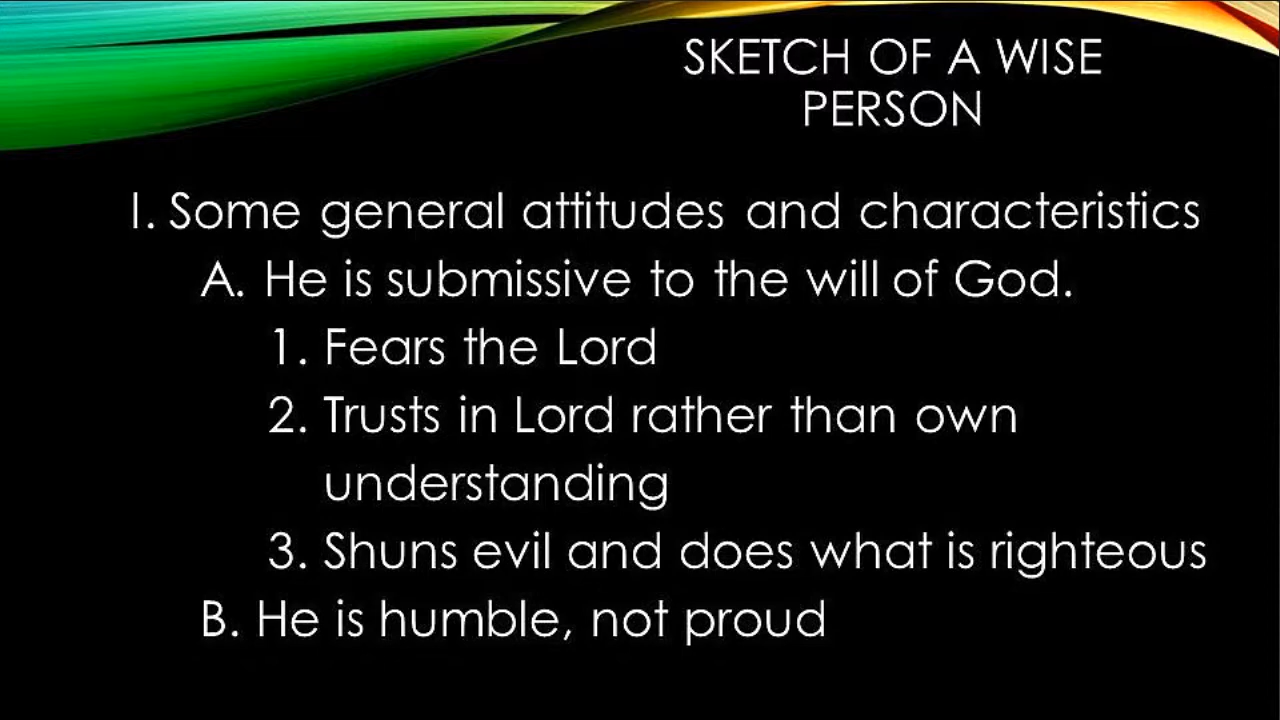 SKETCH OF A WISE
PERSON
I. Some general attitudes and characteristics
A. He is submissive to the will of God.
1. Fears the Lord
2. Trusts in Lord rather than own
understanding
3. Shuns evil and does what is righteous
B. He is humble, not proud